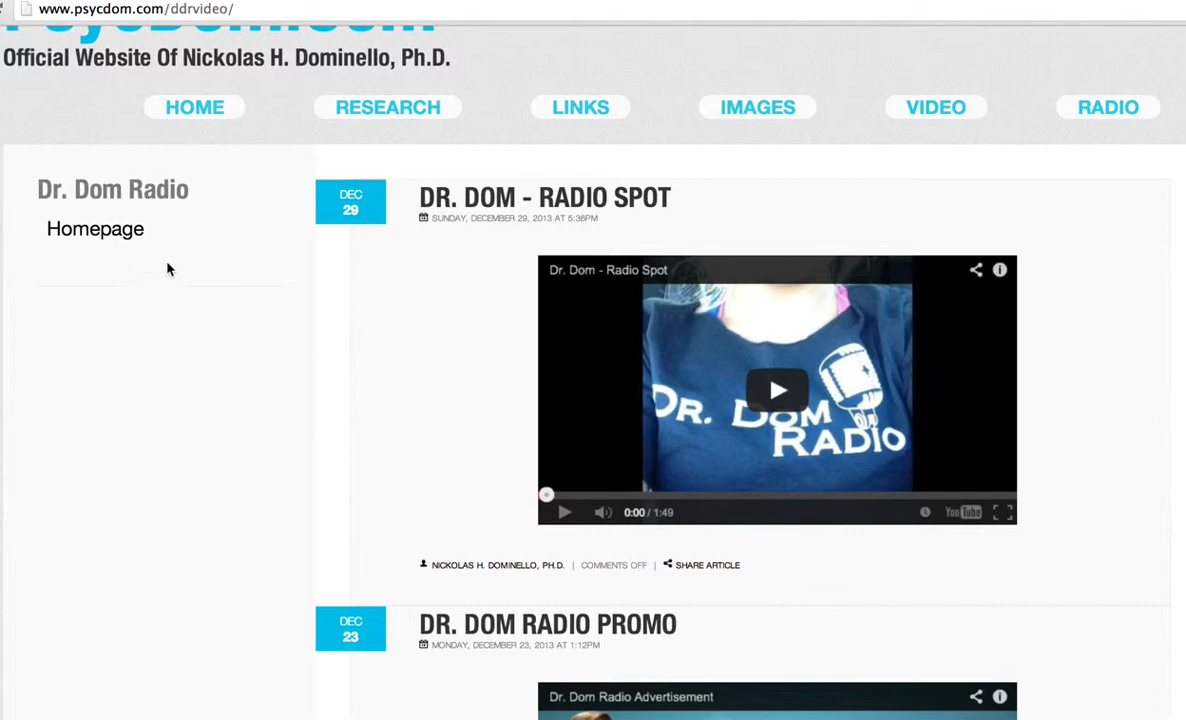 www.psycdom.com/ddrvideo/
PsycDom.com
Official Website Of Nickolas H. Dominello, Ph.D.
HOME RESEARCH LINKS IMAGES VIDEO RADIO
Dr. Dom Radio
Homepage
DEC
29
DR. DOM - RADIO SPOT
SUNDAY, DECEMBER 29, 2013 AT 5:36PM
Dr. Dom - Radio Spot
DR. DOM
RADIO
0:00 / 1:49
YouTube
NICKOLAS H. DOMINELLO, PH.D. | COMMENTS OFF | SHARE ARTICLE
DEC
23
DR. DOM RADIO PROMO
MONDAY, DECEMBER 23, 2013 AT 1:12PM
Dr. Dom Radio Advertisement